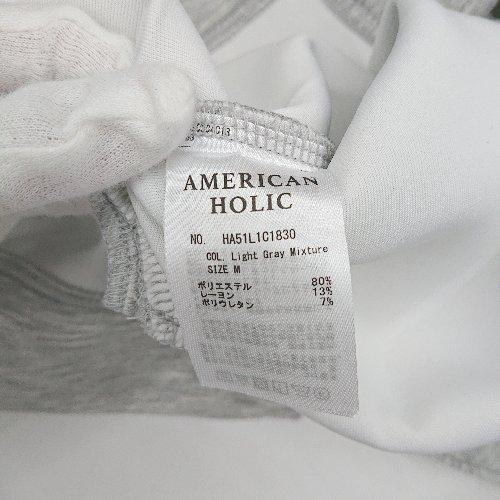 AMERICAN
HOLIC
NO. HA51L1C1830
COL. Light Gray Mixture
SIZE M
ポリエステル 80%
レーヨン 13%
ポリウレタン 7%